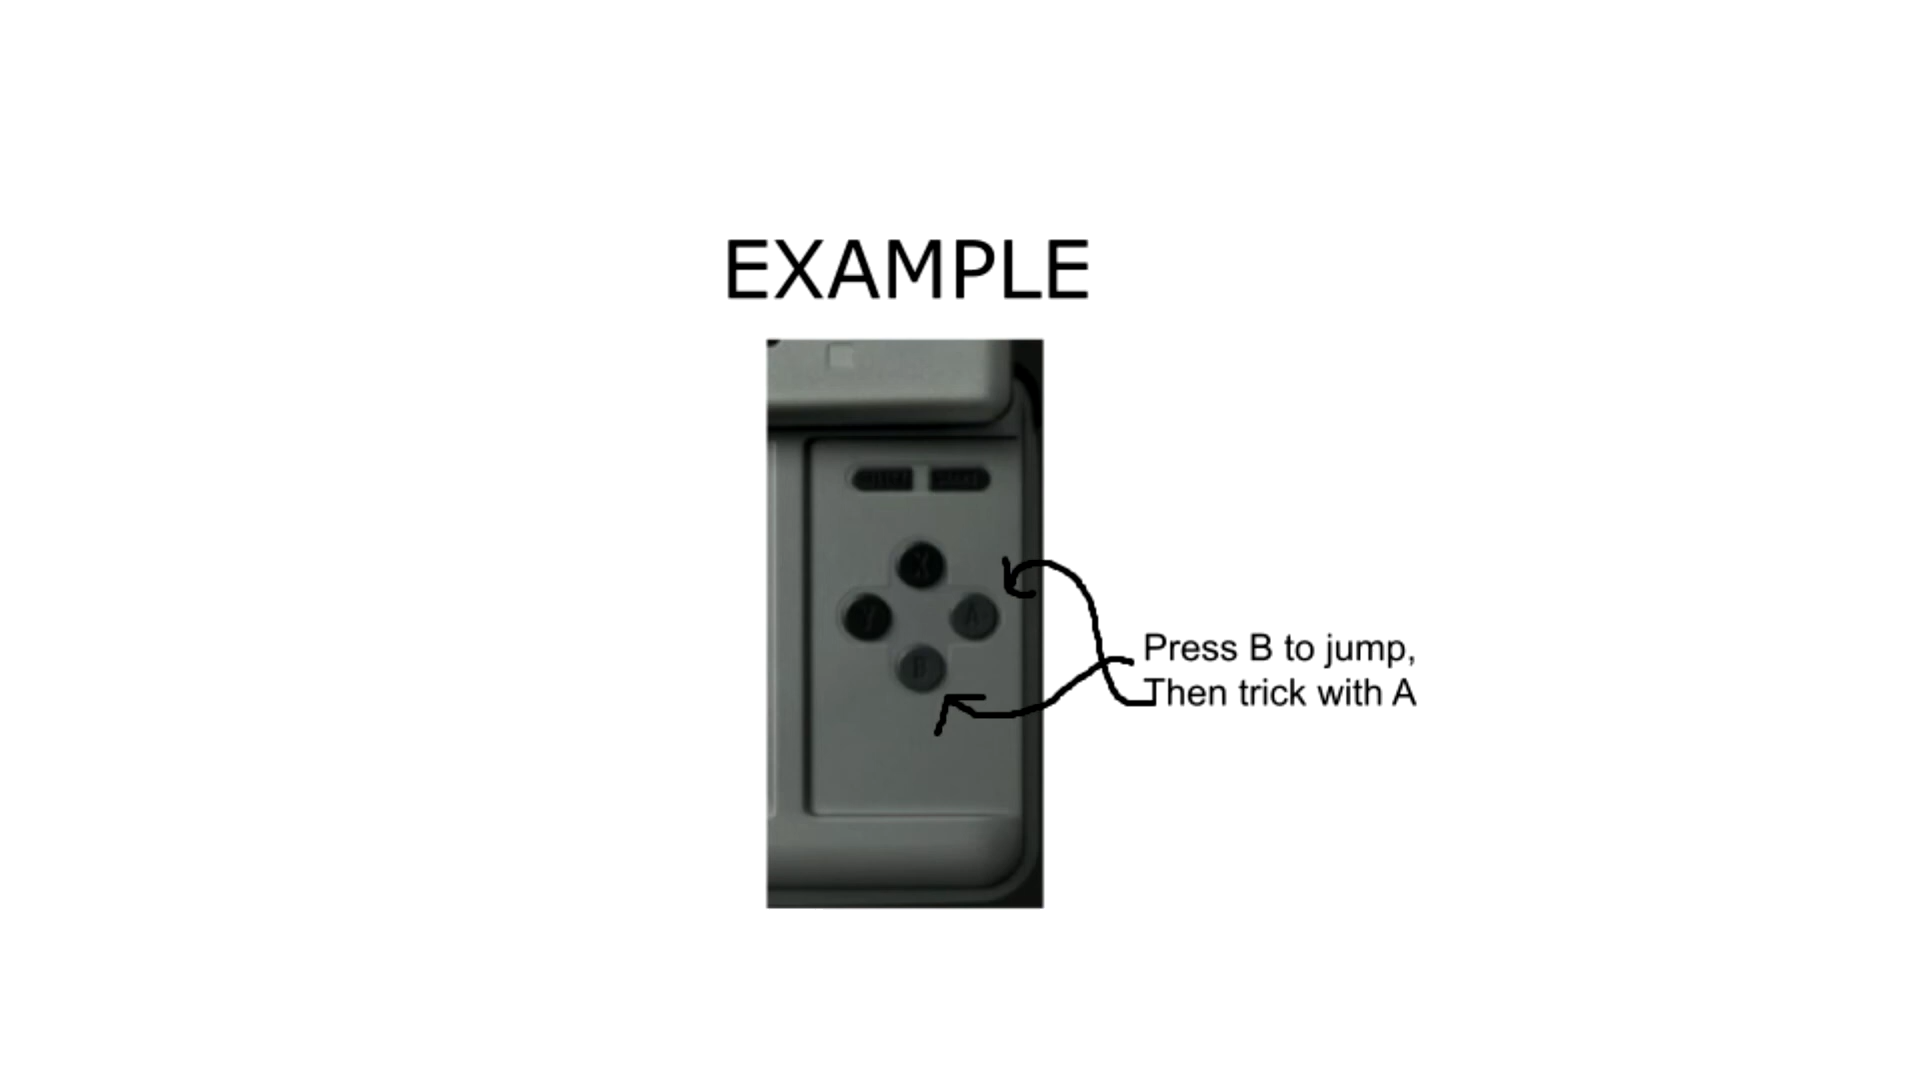 EXAMPLE
X
Y
A
B
Press B to jump,
Then trick with A